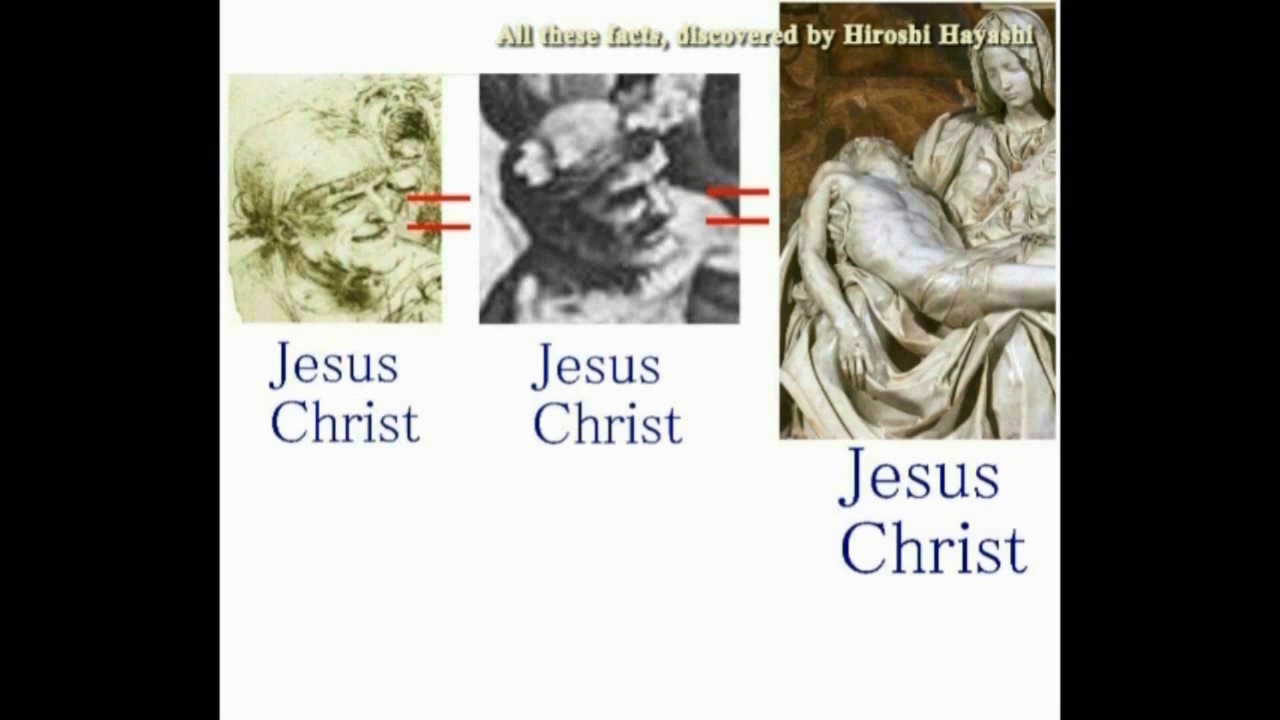 All these facts, discovered by Hiroshi Hayashi
Jesus
Christ
Jesus
Christ
Jesus
Christ